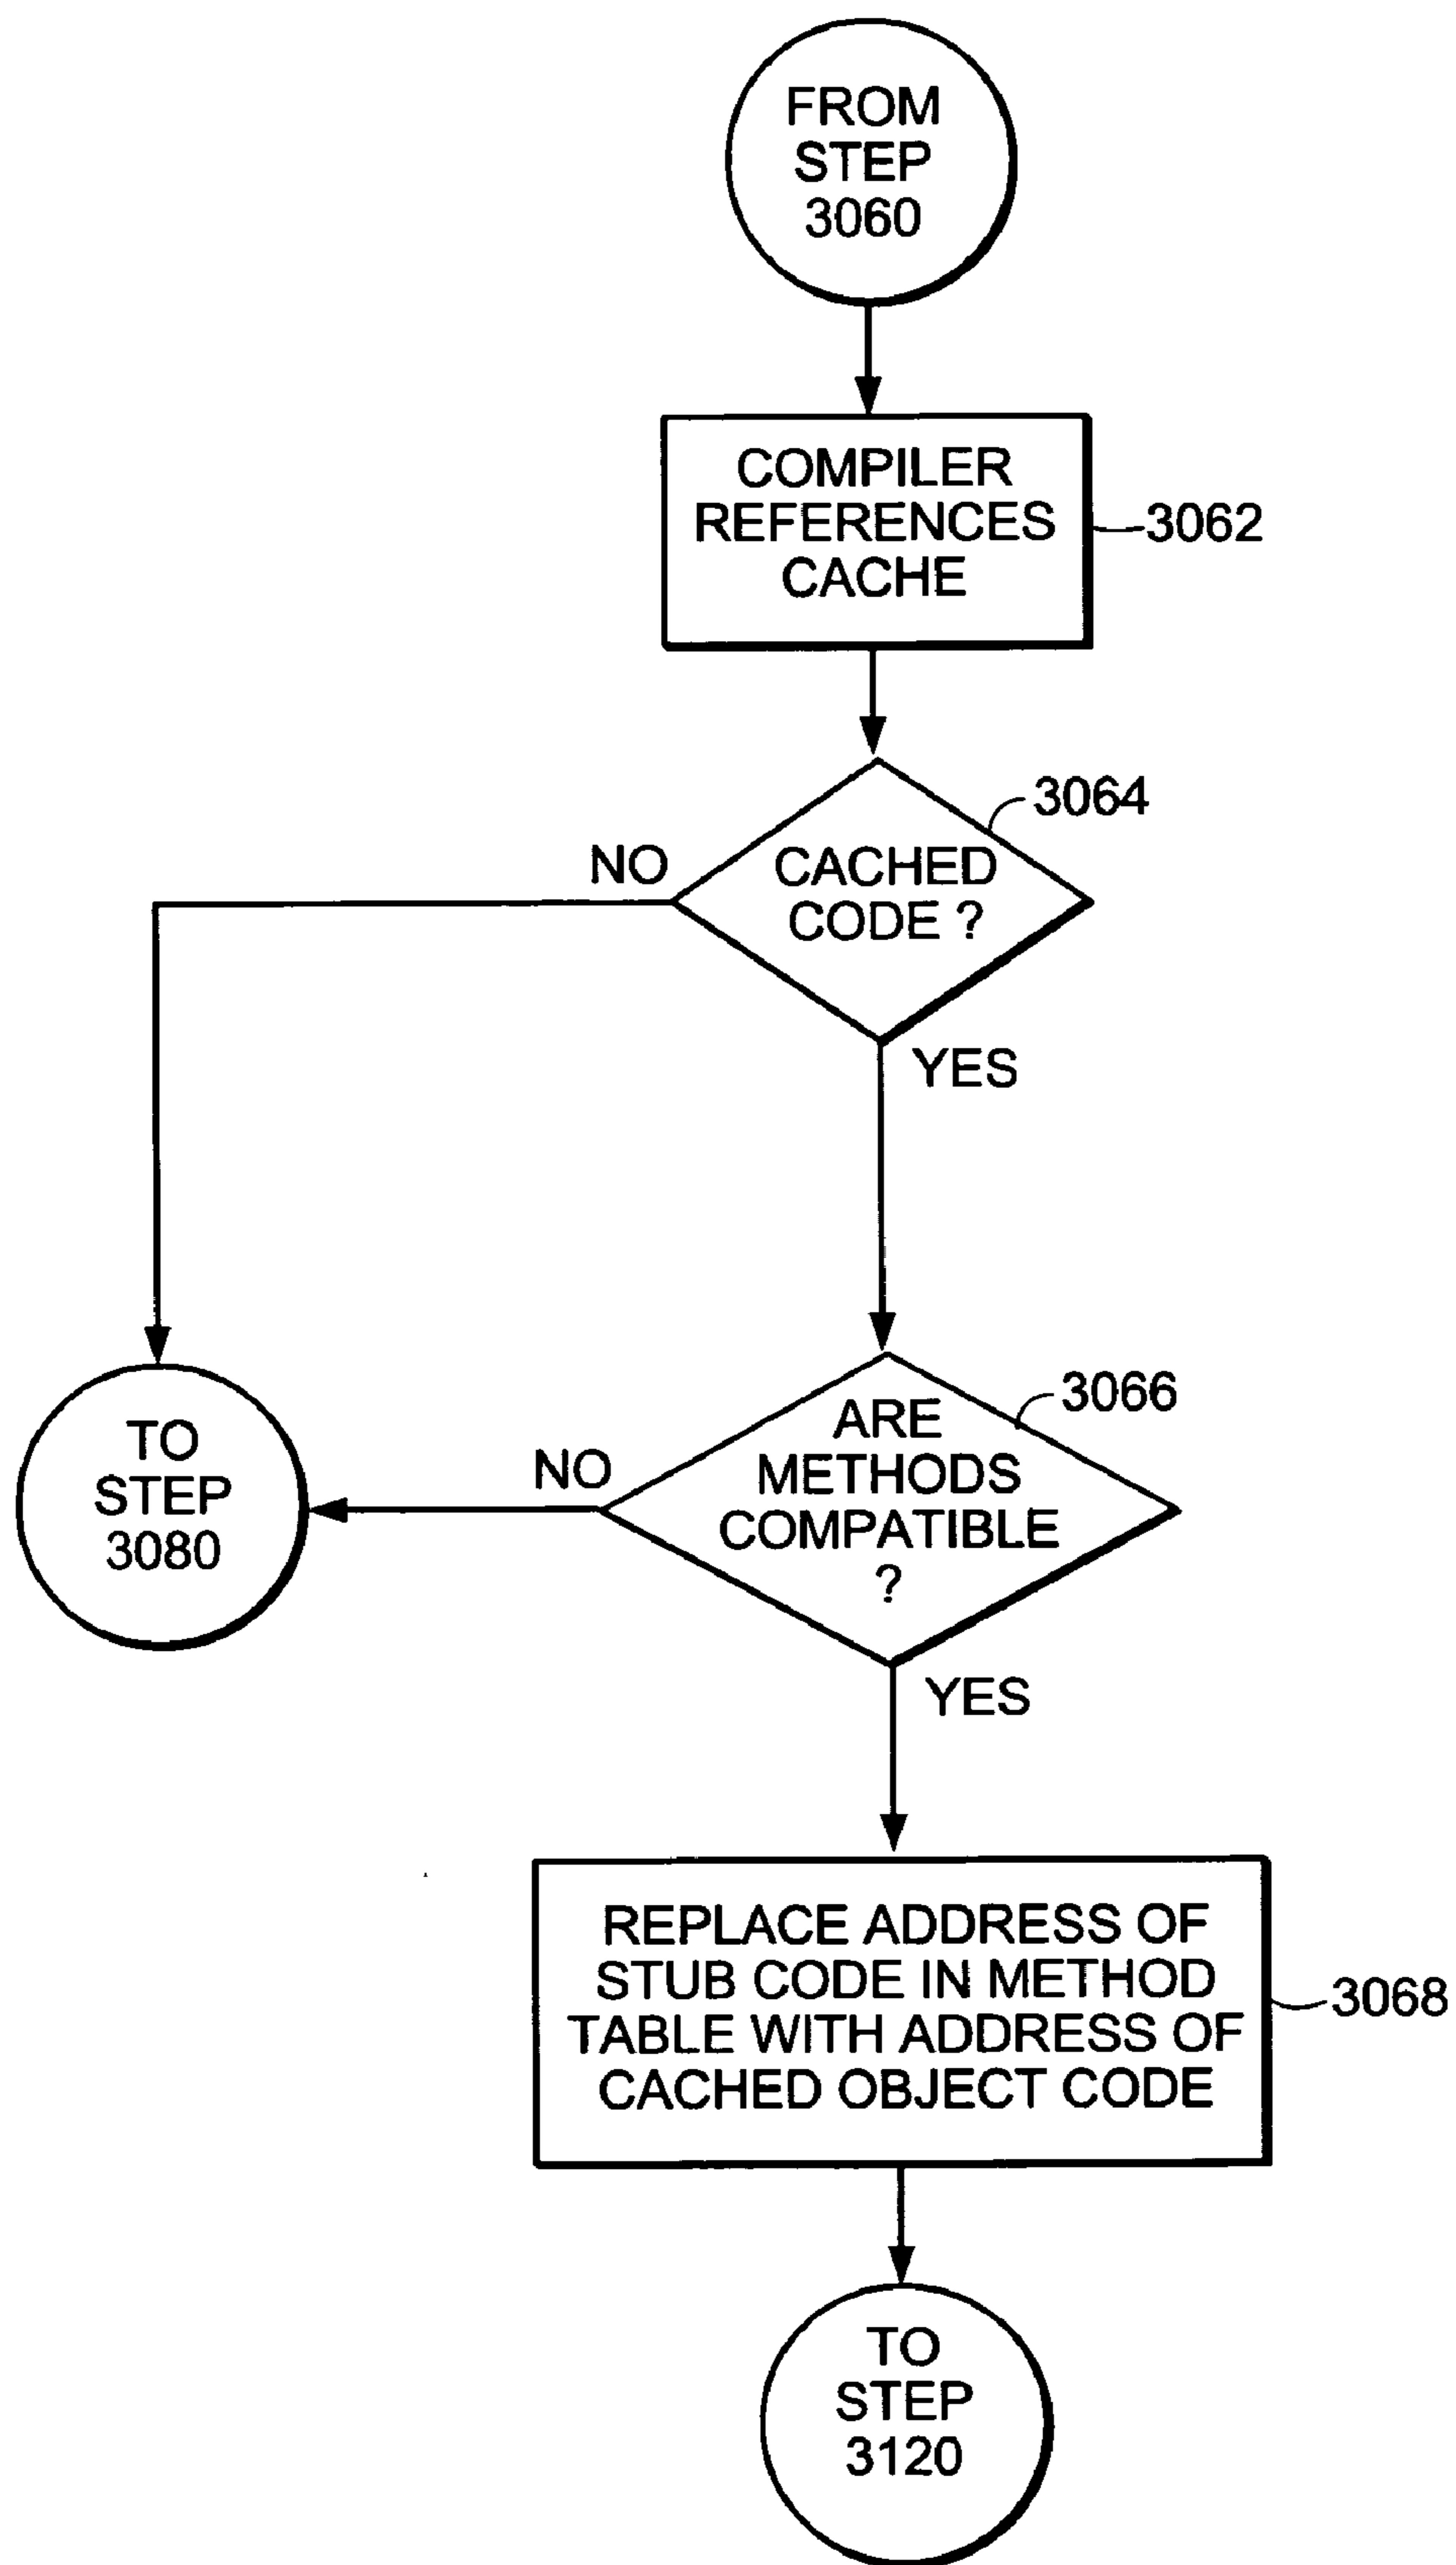 FROM
STEP
3060
COMPILER
REFERENCES
CACHE
3062
3064
NO
CACHED
CODE ?
YES
3066
ARE
METHODS
COMPATIBLE
?
NO
TO
STEP
3080
YES
REPLACE ADDRESS OF
STUB CODE IN METHOD
TABLE WITH ADDRESS OF
CACHED OBJECT CODE
3068
TO
STEP
3120